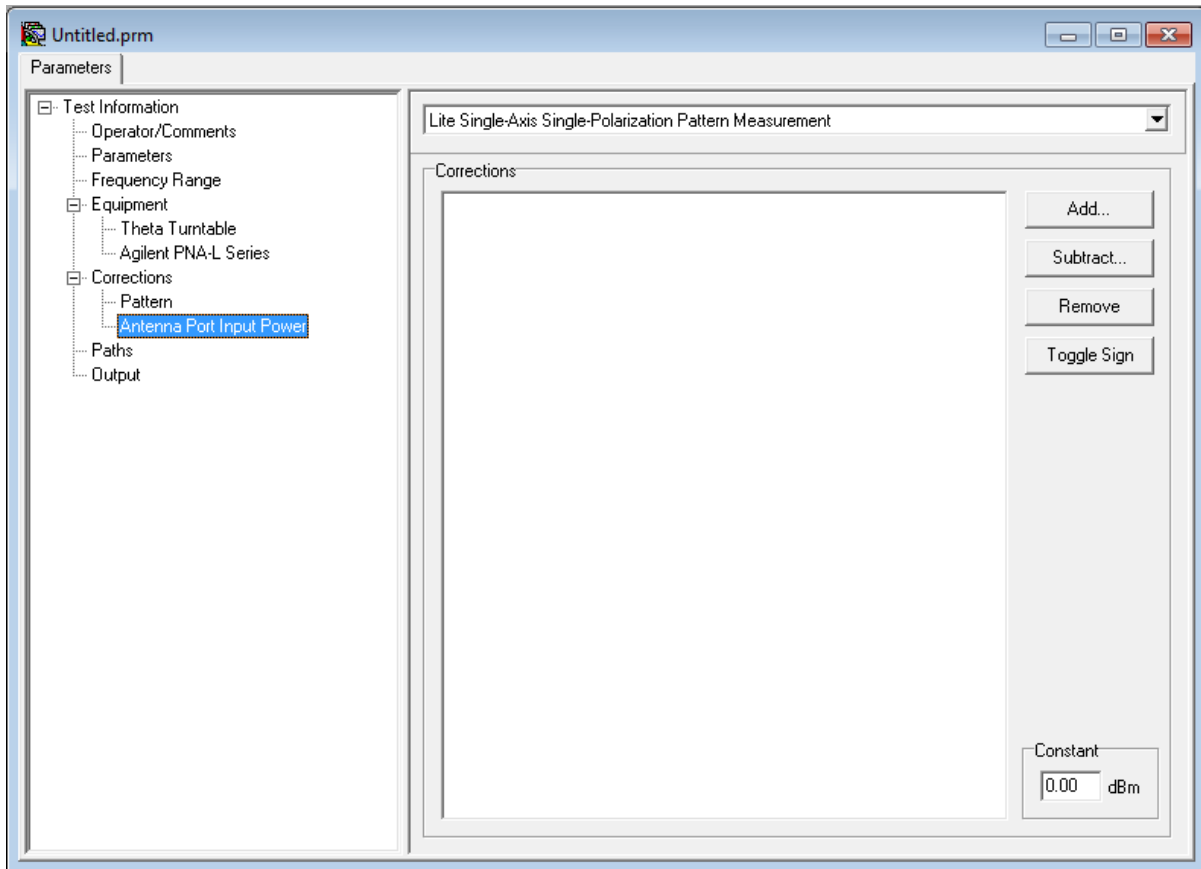 Untitled.prm
Parameters
Test Information
Operator/Comments
Parameters
Frequency Range
Equipment
Theta Turntable
Agilent PNA-L Series
Corrections
Pattern
Antenna Port Input Power
Paths
Output
Lite Single-Axis Single-Polarization Pattern Measurement
Corrections
Add...
Subtract...
Remove
Toggle Sign
Constant
0.00 dBm